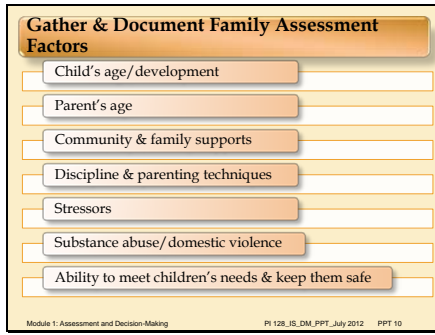 Gather & Document Family Assessment
Factors
Child's age/development
Parent's age
Community & family supports
Discipline & parenting techniques
Stressors
Substance abuse/domestic violence
Ability to meet children's needs & keep them safe
Module 1: Assessment and Decision-Making PI 128_IS_DM_PPT_July 2012 PPT 10